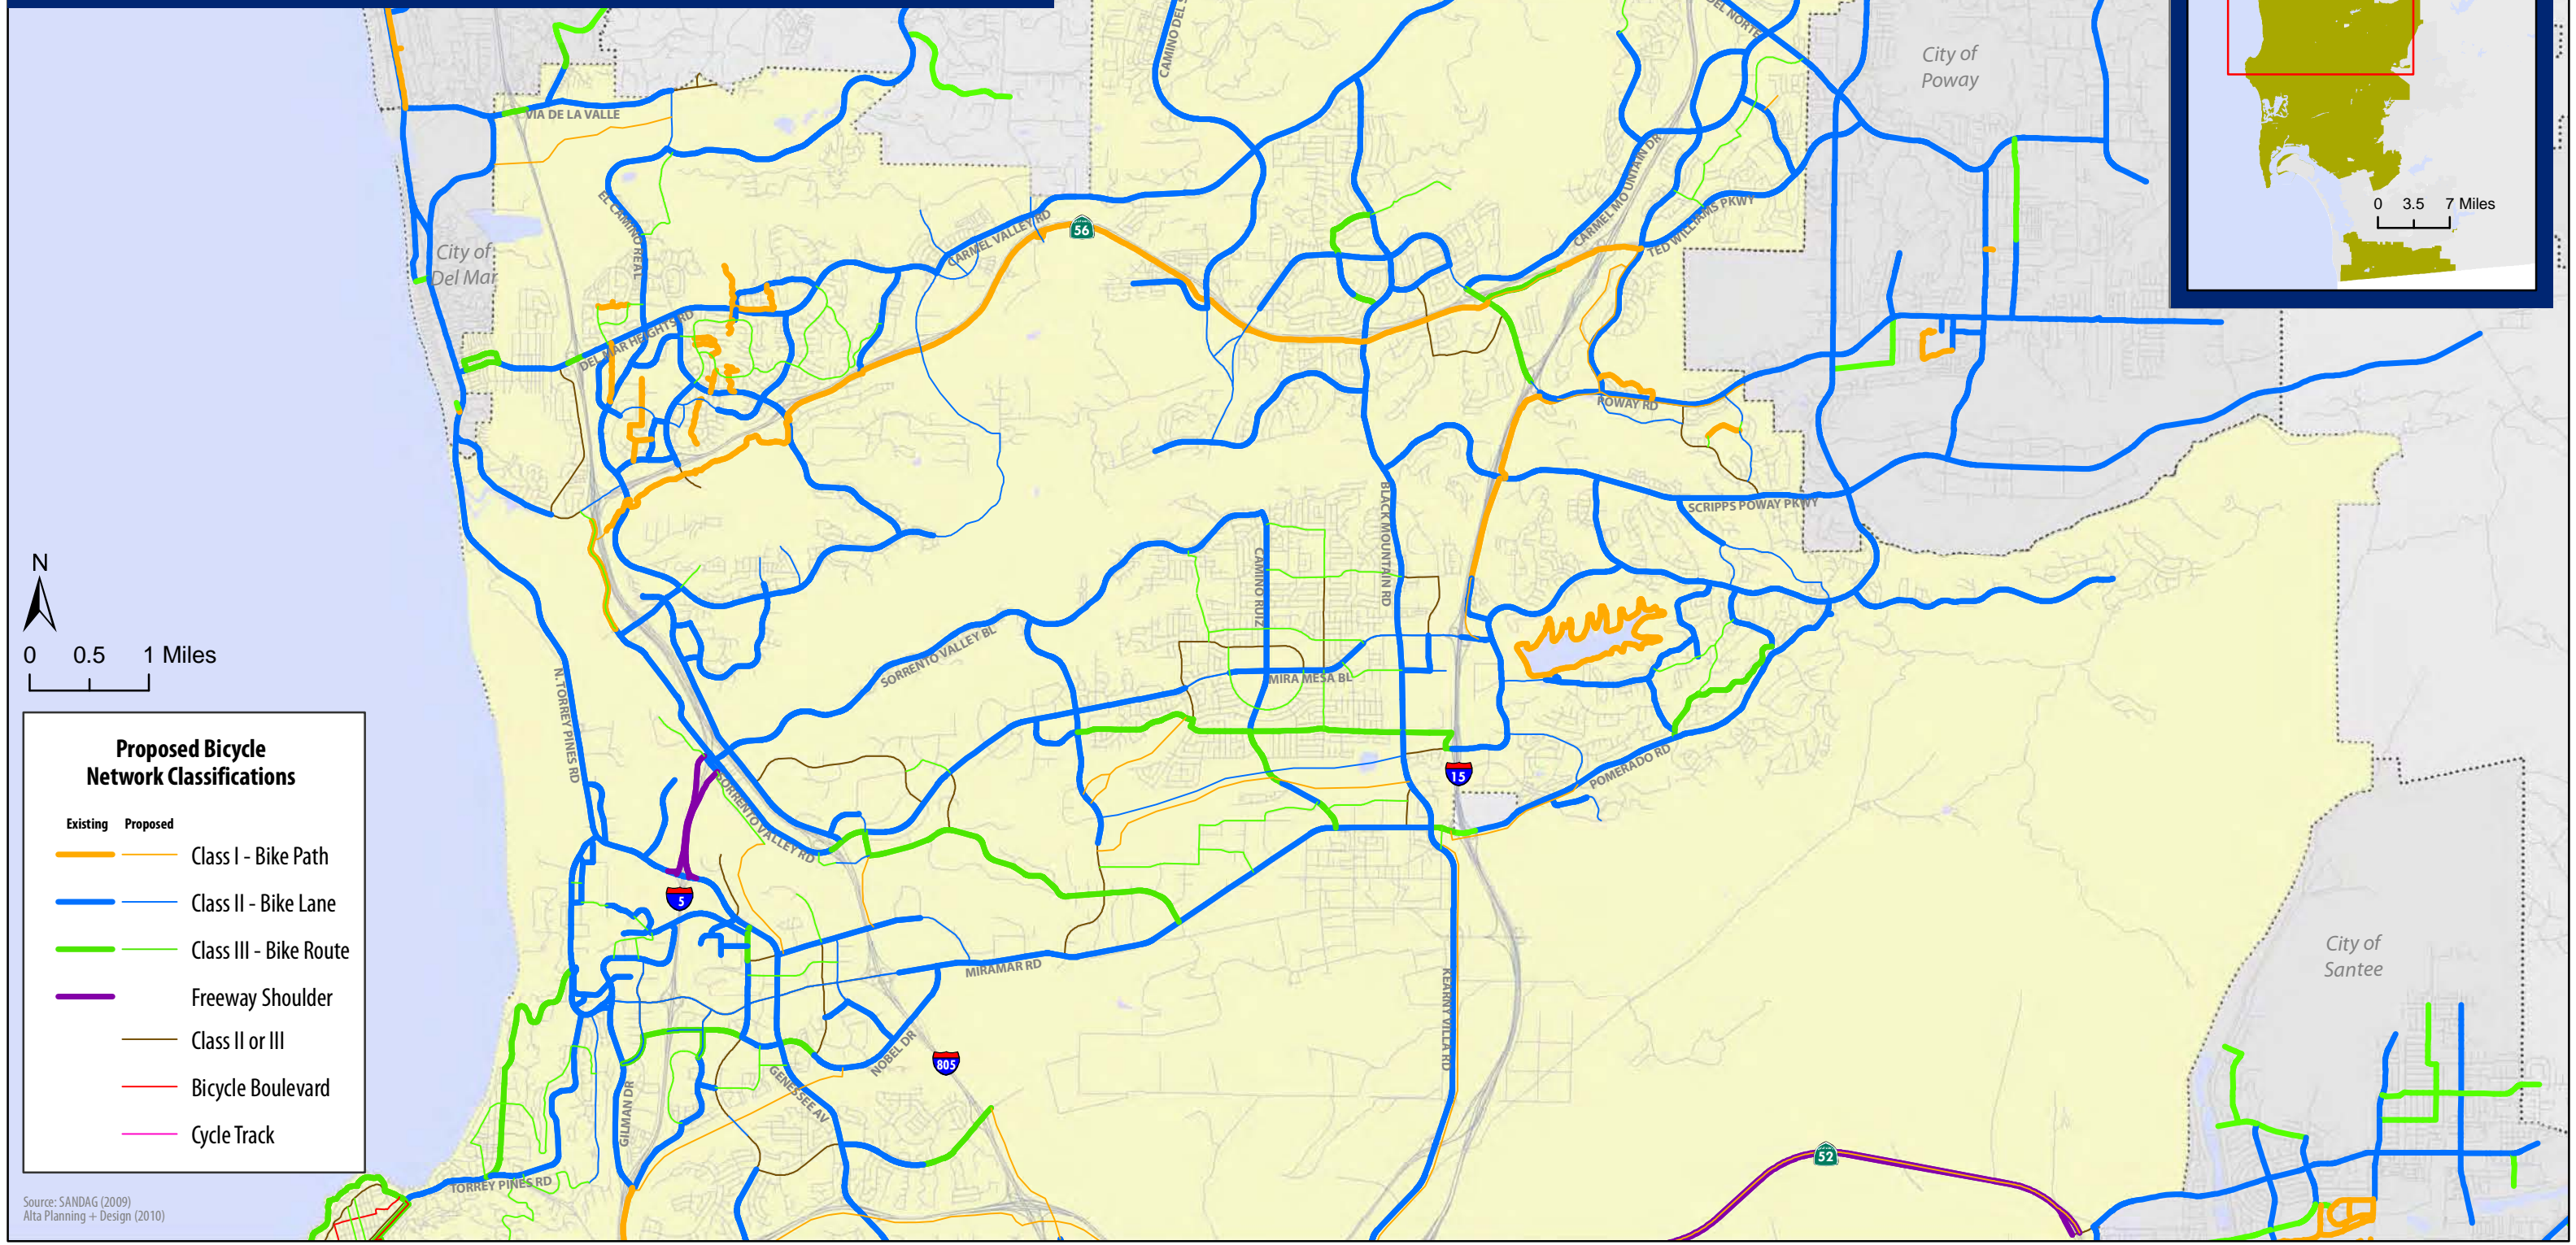 CAMINO DEL S
DEL NORTE
City of
Poway
VIA DE LA VALLE
0 3.5 7 Miles
EL CAMINO REAL
CARMEL MOUNTAIN DR
TED WILLIAMS PKWY
CARMEL VALLEY RD
56
City of
Del Mar
DEL MAR HEIGHTS RD
POWAY RD
BLACK MOUNTAIN RD
SCRIPPS POWAY PKWY
CAMINO RUIZ
N
0 0.5 1 Miles
SORRENTO VALLEY BL
MIRA MESA BL
N. TORREY PINES RD
SORRENTO VALLEY RD
15
POMERADO RD
Proposed Bicycle
Network Classifications
Existing Proposed
Class I - Bike Path
Class II - Bike Lane
Class III - Bike Route
Freeway Shoulder
Class II or III
Bicycle Boulevard
Cycle Track
5
MIRAMAR RD
KEARNY VILLA RD
City of
Santee
NOBEL DR
805
GENESSEE AV
GILMAN DR
52
TORREY PINES RD
Source: SANDAG (2009)
Alta Planning + Design (2010)